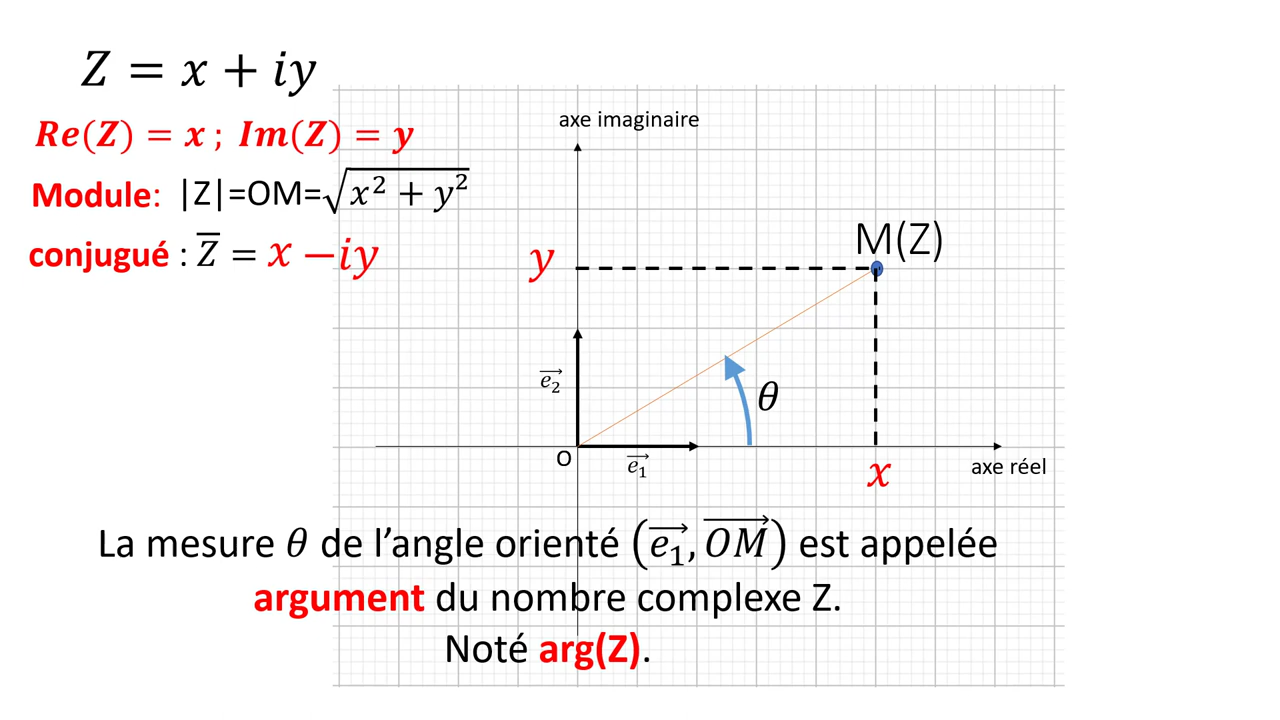 Z = x + iy
Re(Z) = x ; Im(Z) = y
Module: |Z|=OM=√(x² + y²)
conjugué : Z̅ = x −iy
axe imaginaire
M(Z)
y
e₂⃗
θ
O
e₁⃗
x
axe réel
La mesure θ de l’angle orienté (e₁⃗, OM⃗) est appelée
argument du nombre complexe Z.
Noté arg(Z).